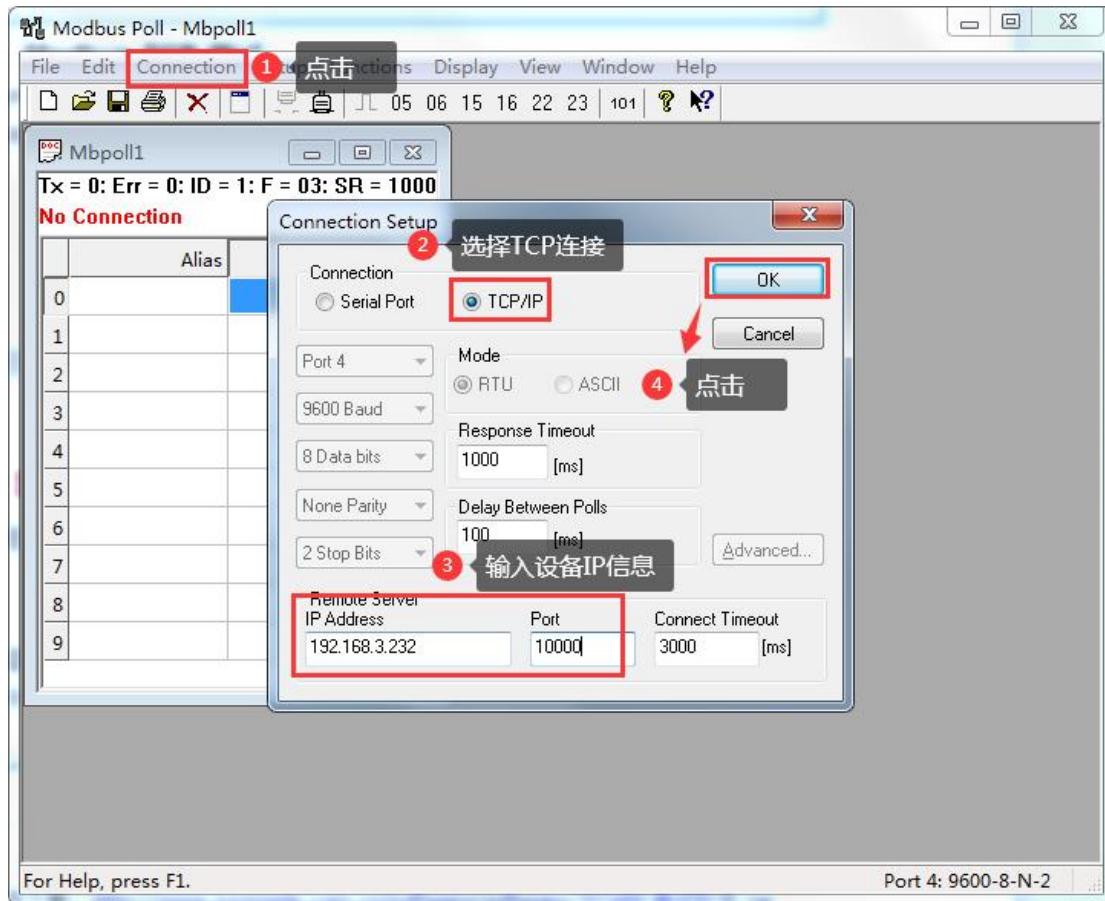 Modbus Poll - Mbpoll1
File Edit Connection 1 点击 ns Display View Window Help
05 06 15 16 22 23 101
Mbpoll1
Tx = 0: Err = 0: ID = 1: F = 03: SR = 1000
No Connection
Alias
0
1
2
3
4
5
6
7
8
9
Connection Setup
2 选择TCP连接
Connection
Serial Port TCP/IP
OK
Cancel
Port 4
Mode
RTU ASCII
4 点击
9600 Baud
Response Timeout
8 Data bits
1000 [ms]
None Parity
Delay Between Polls
100 [ms]
2 Stop Bits
3 输入设备IP信息
Advanced...
Remote Server
IP Address Port Connect Timeout
192.168.3.232 10000 3000 [ms]
For Help, press F1.
Port 4: 9600-8-N-2